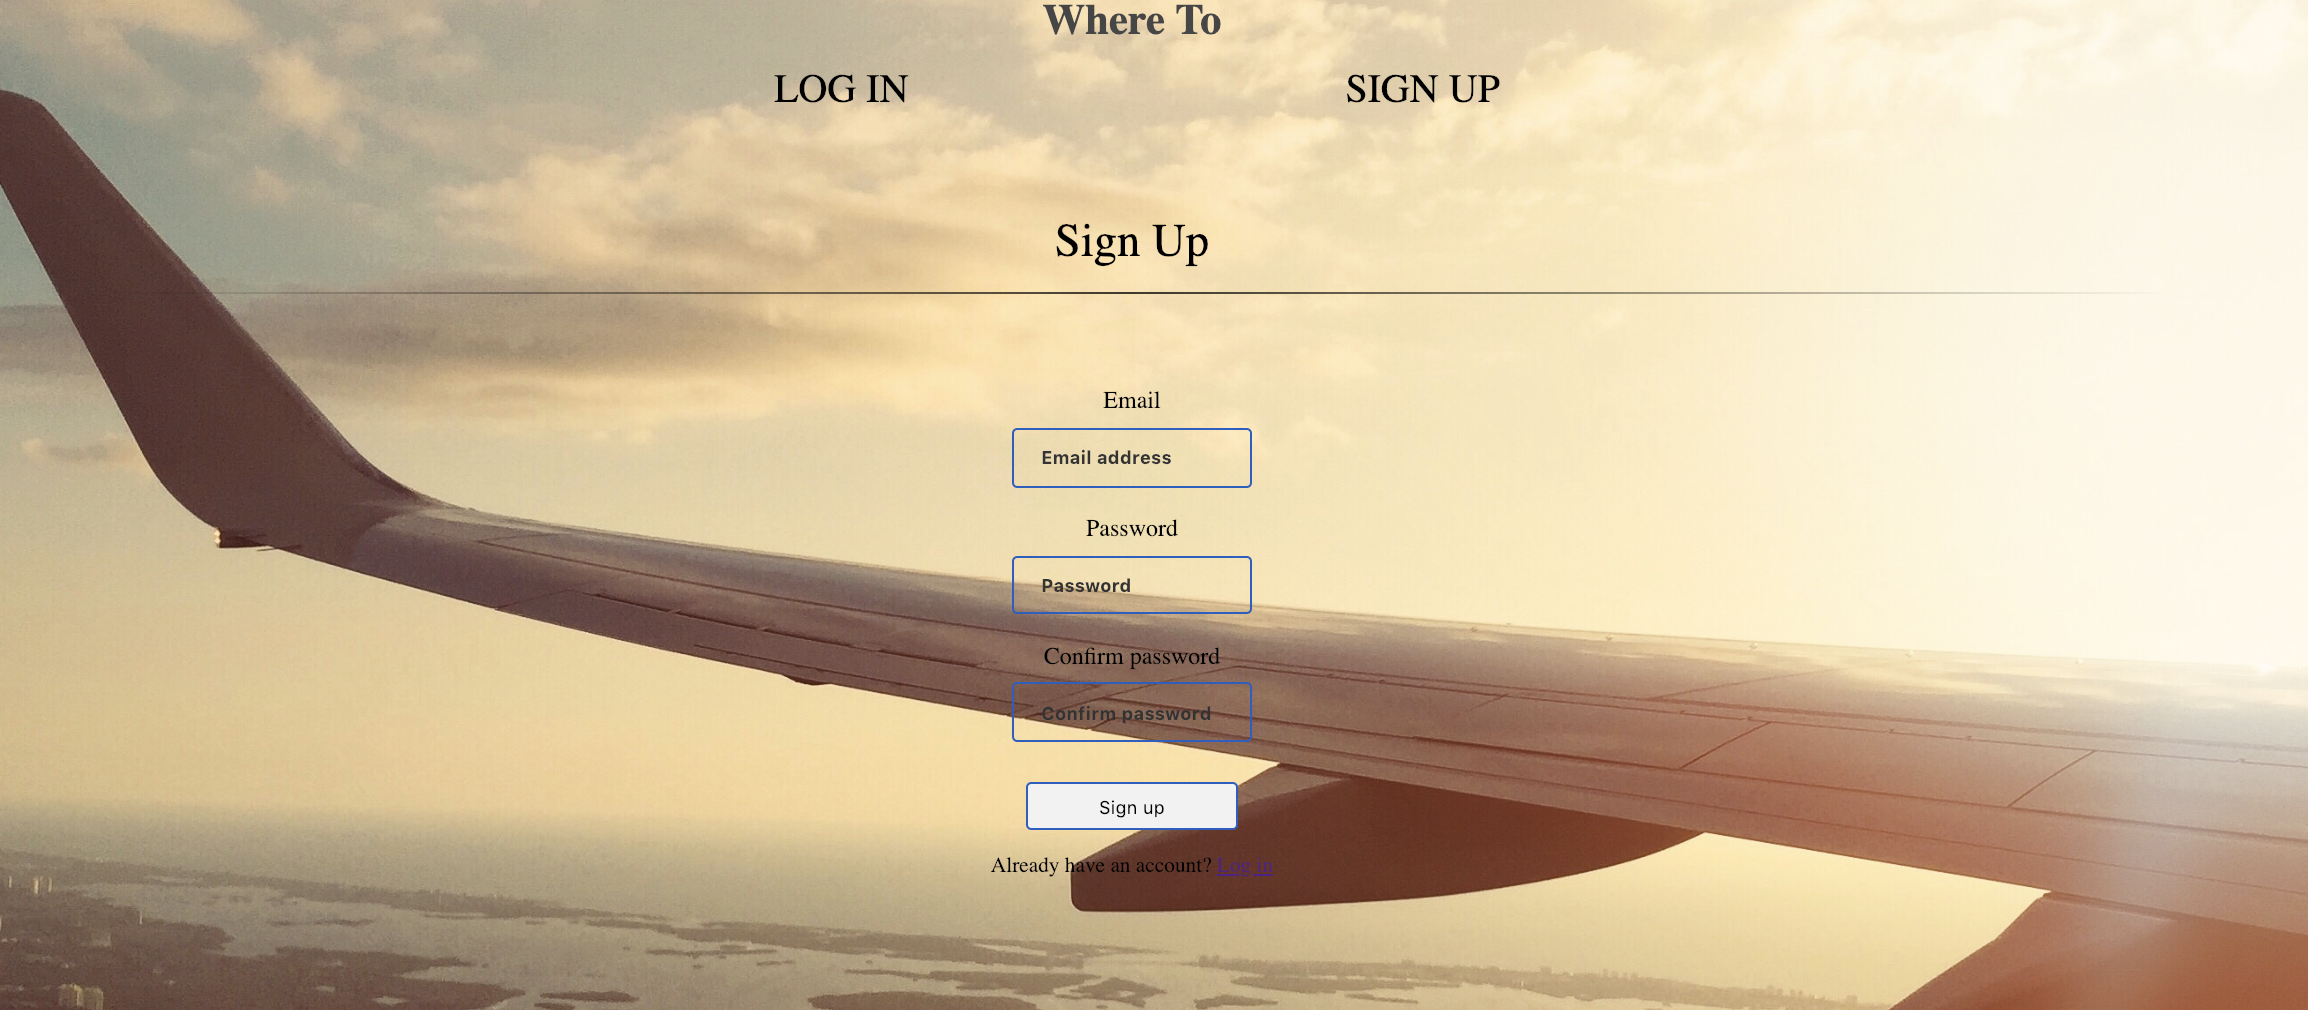 Where To
LOG IN SIGN UP
Sign Up
Email
Email address
Password
Password
Confirm password
Confirm password
Sign up
Already have an account? Log in